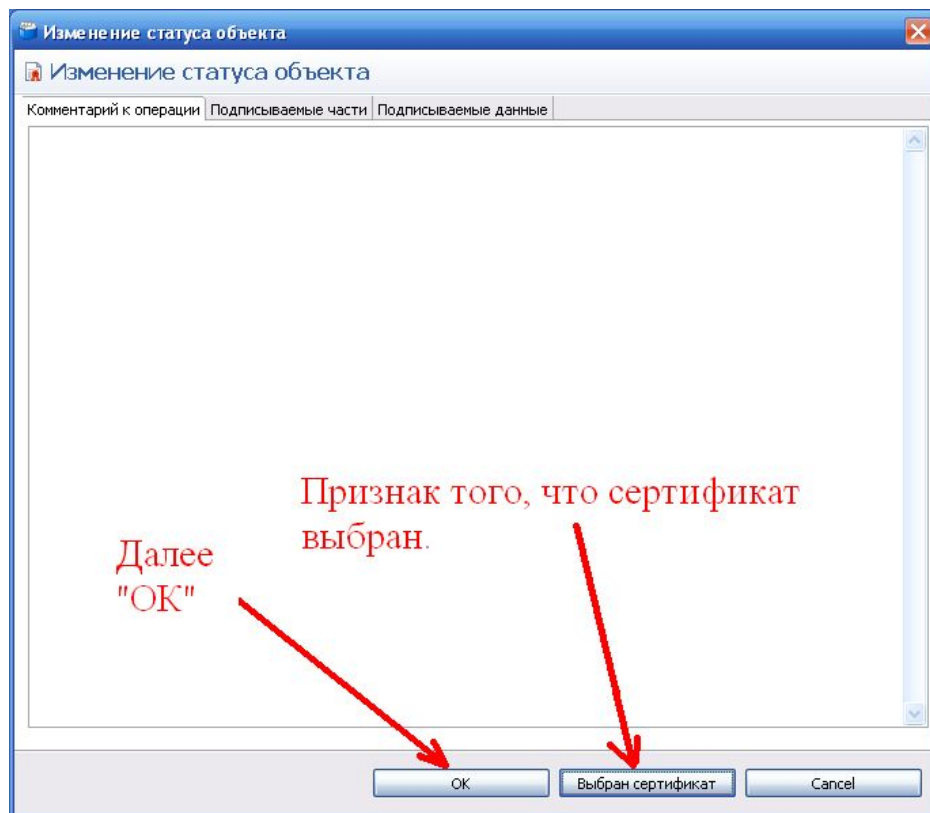 Изменение статуса объекта
Изменение статуса объекта
Комментарий к операции Подписываемые части Подписываемые данные
Признак того, что сертификат
выбран.
Далее
"ОК"
OK Выбран сертификат Cancel